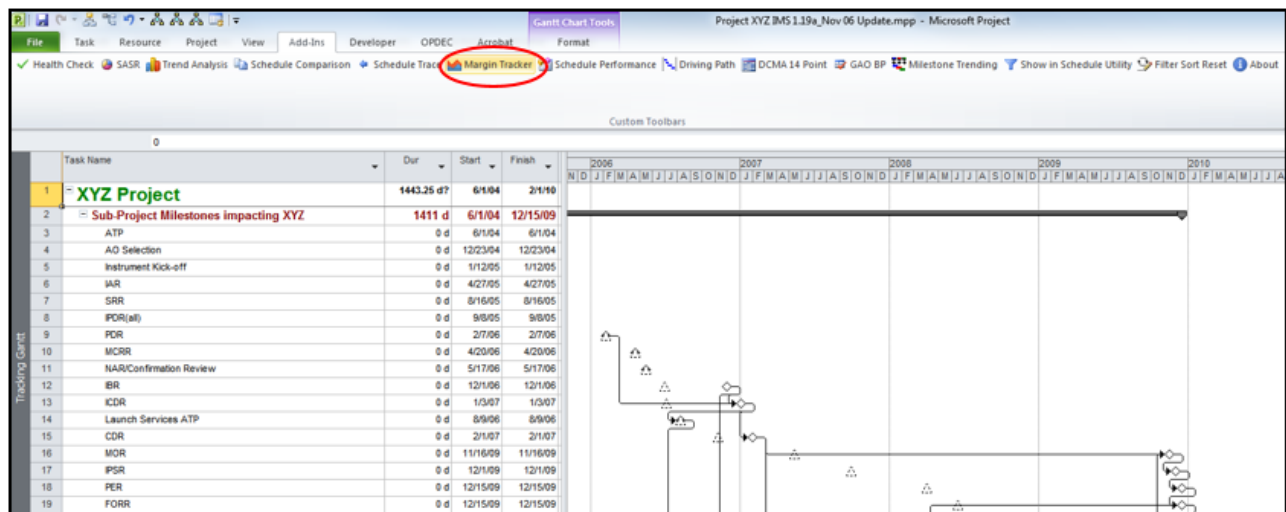 Gantt Chart Tools Project XYZ IMS 1.19a_Nov 06 Update.mpp - Microsoft Project
File Task Resource Project View Add-Ins Developer OPDEC Acrobat Format
Health Check SASR Trend Analysis Schedule Comparison Schedule Trace Margin Tracker Schedule Performance Driving Path DCMA 14 Point GAO BP Milestone Trending Show in Schedule Utility Filter Sort Reset About
Custom Toolbars
0
Task Name Dur Start Finish 2006 2007 2008 2009 2010
N D J F M A M J J A S O N D J F M A M J J A S O N D J F M A M J J A S O N D J F M A M J J A S O N D J F M A M J J A
1 XYZ Project 1443.25 d? 6/1/04 2/1/10
2 Sub-Project Milestones impacting XYZ 1411 d 6/1/04 12/15/09
3 ATP 0 d 6/1/04 6/1/04
4 AO Selection 0 d 12/23/04 12/23/04
5 Instrument Kick-off 0 d 1/12/05 1/12/05
6 IAR 0 d 4/27/05 4/27/05
7 SRR 0 d 8/16/05 8/16/05
8 IPDR(all) 0 d 9/8/05 9/8/05
9 PDR 0 d 2/7/06 2/7/06
10 MCRR 0 d 4/20/06 4/20/06
11 NAR/Confirmation Review 0 d 5/17/06 5/17/06
12 IBR 0 d 12/1/06 12/1/06
13 ICDR 0 d 1/3/07 1/3/07
14 Launch Services ATP 0 d 8/9/06 8/9/06
15 CDR 0 d 2/1/07 2/1/07
16 MOR 0 d 11/16/09 11/16/09
17 IPSR 0 d 12/1/09 12/1/09
18 PER 0 d 12/15/09 12/15/09
19 FORR 0 d 12/15/09 12/15/09
Tracking Gantt